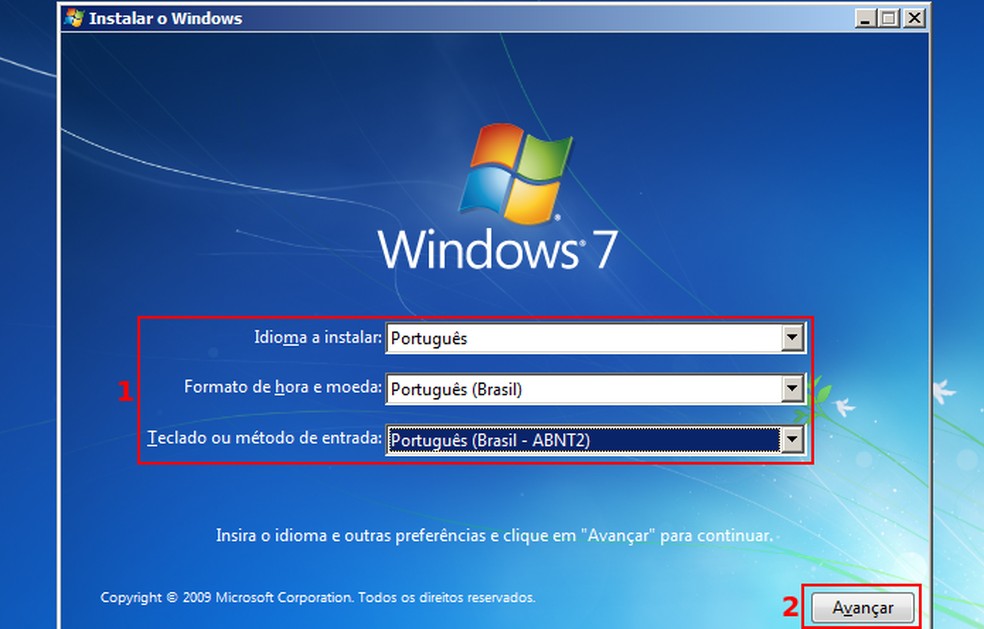 Instalar o Windows
Windows® 7
1
Idioma a instalar: Português
Formato de hora e moeda: Português (Brasil)
Teclado ou método de entrada: Português (Brasil - ABNT2)
Insira o idioma e outras preferências e clique em "Avançar" para continuar.
Copyright © 2009 Microsoft Corporation. Todos os direitos reservados.
2 Avançar